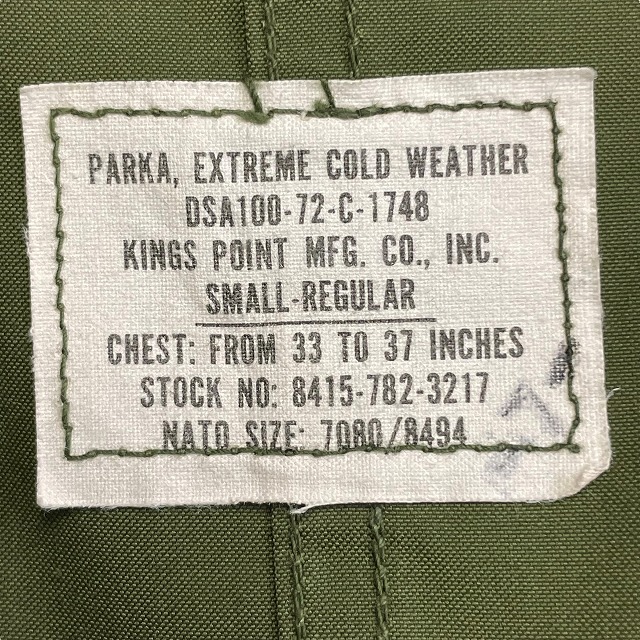 PARKA, EXTREME COLD WEATHER
DSA100-72-C-1748
KINGS POINT MFG. CO., INC.
SMALL-REGULAR
CHEST: FROM 33 TO 37 INCHES
STOCK NO: 8415-782-3217
NATO SIZE: 7080/8494